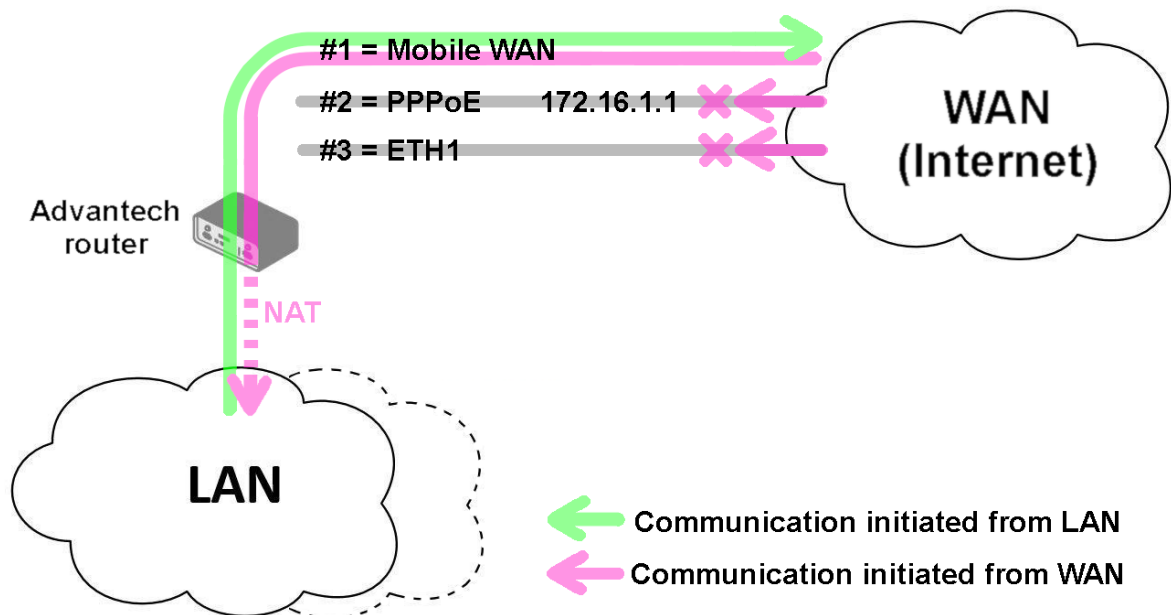 #1 = Mobile WAN
#2 = PPPoE 172.16.1.1
#3 = ETH1
WAN
(Internet)
Advantech
router
NAT
LAN
Communication initiated from LAN
Communication initiated from WAN